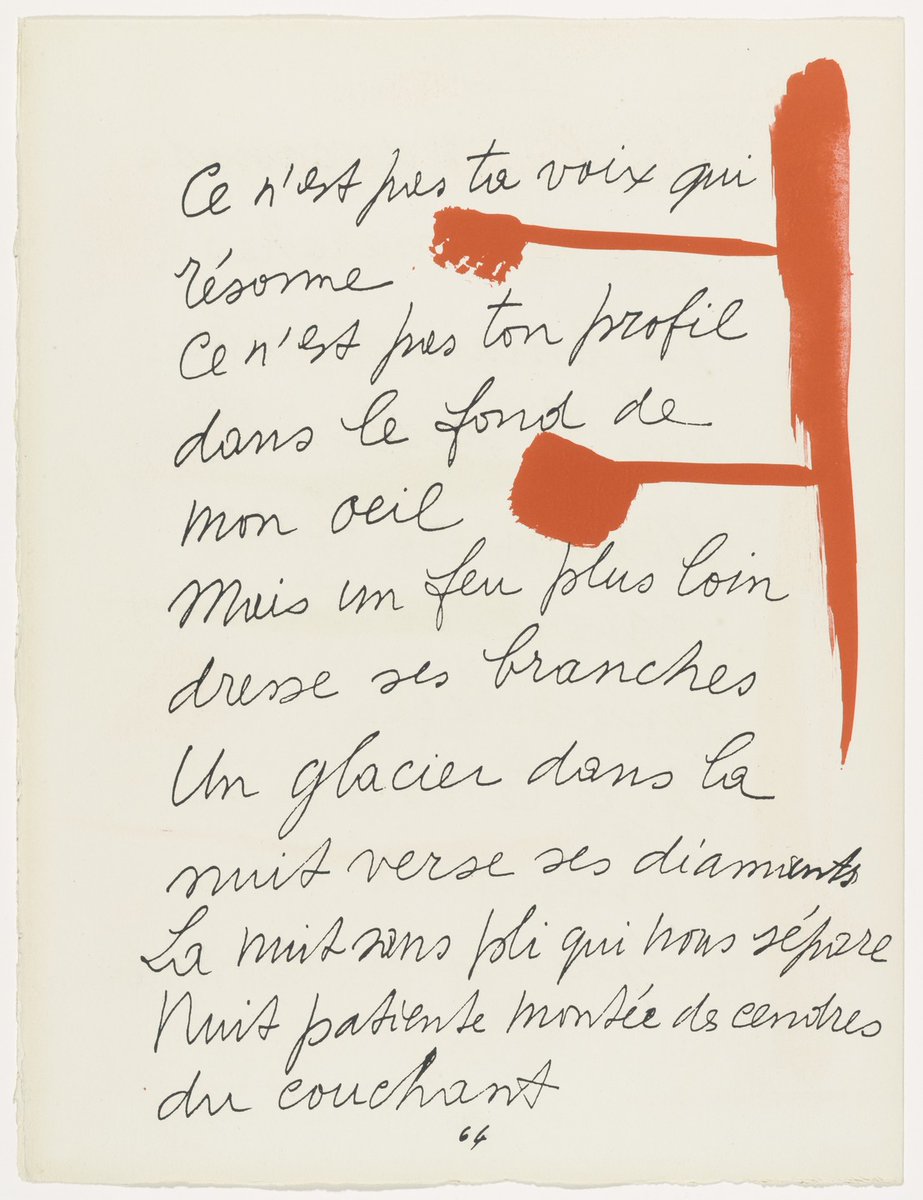 Ce n'est pas ta voix qui
résonne
Ce n'est pas ton profil
dans le fond de
mon oeil
Mais un feu plus loin
dresse ses branches
Un glacier dans la
nuit verse ses diamants
La nuit sans pli qui nous sépare
Nuit patiente montée des cendres
du couchant
64